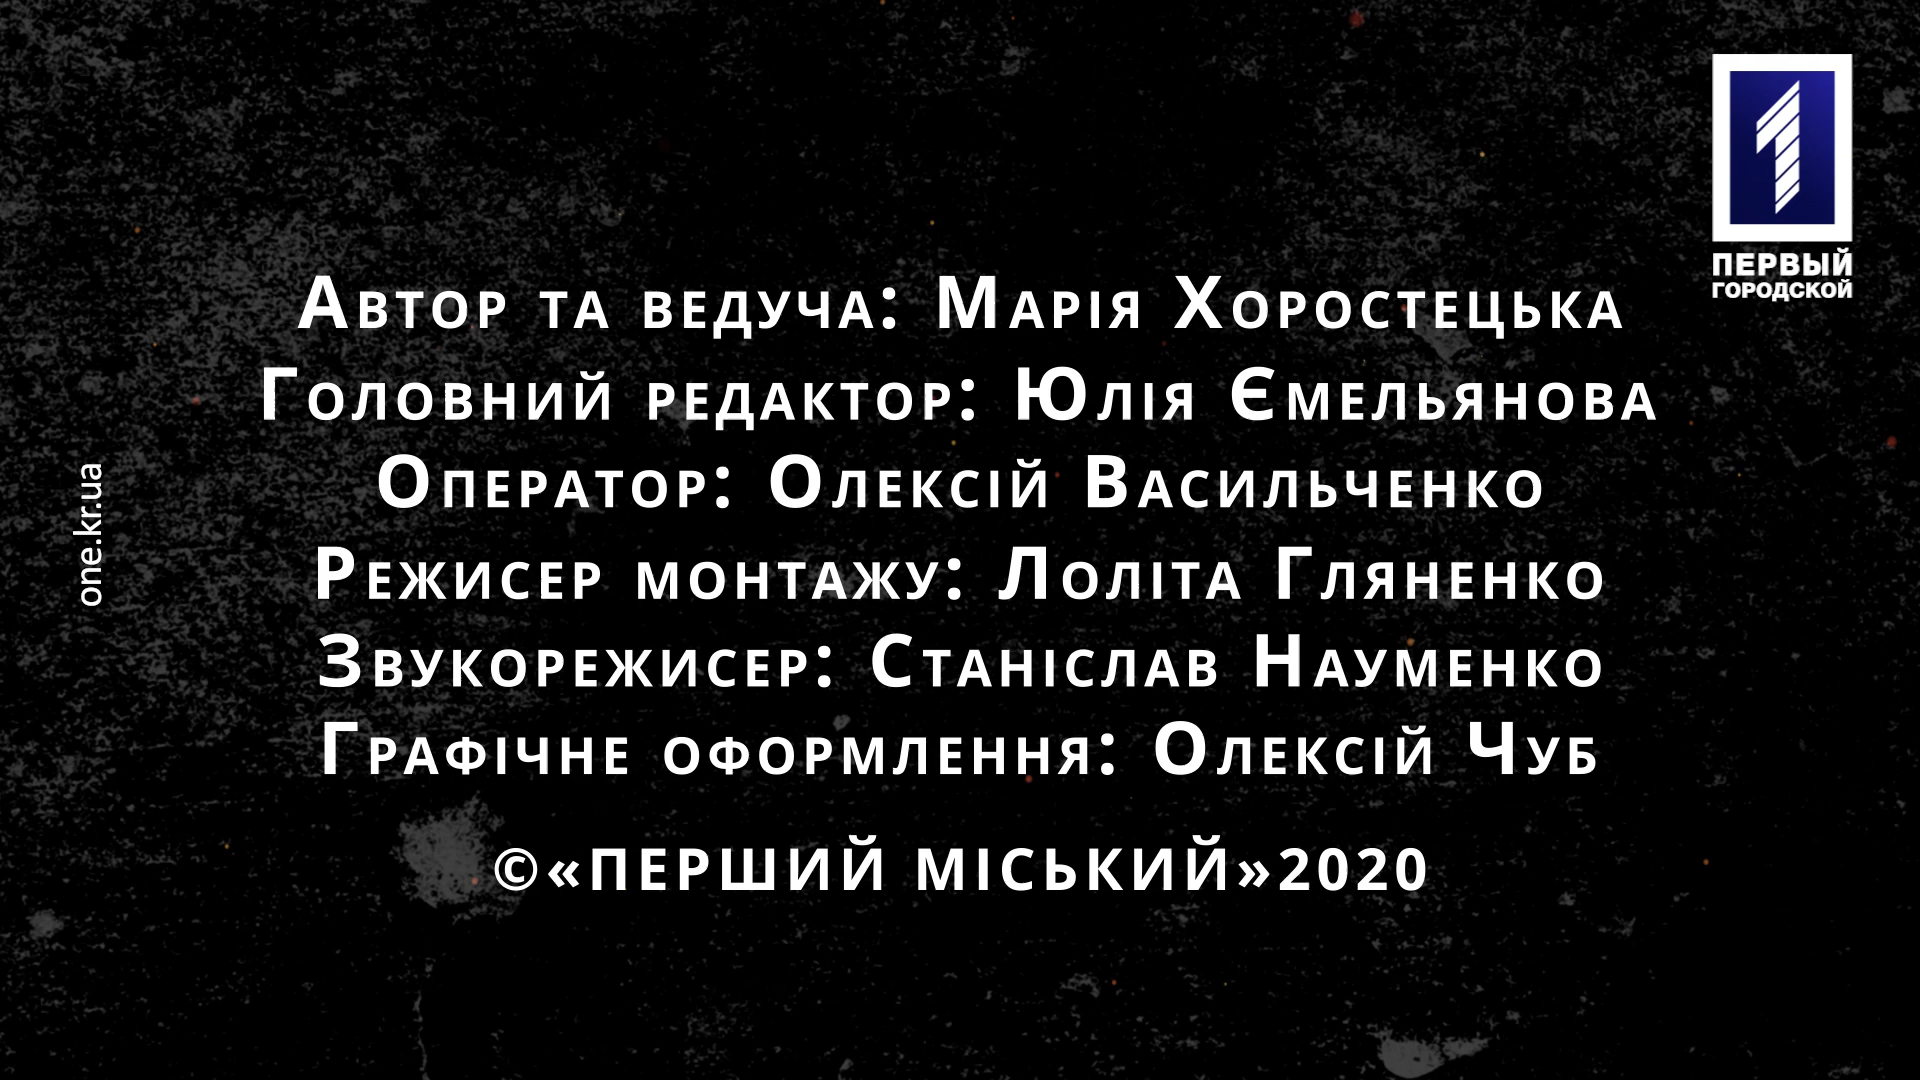 ПЕРВЫЙ
ГОРОДСКОЙ
Автор та ведуча: Марія Хоростецька
Головний редактор: Юлія Ємельянова
Оператор: Олексій Васильченко
Режисер монтажу: Лоліта Гляненко
Звукорежисер: Станіслав Науменко
Графічне оформлення: Олексій Чуб
©«ПЕРШИЙ МІСЬКИЙ»2020
one.kr.ua